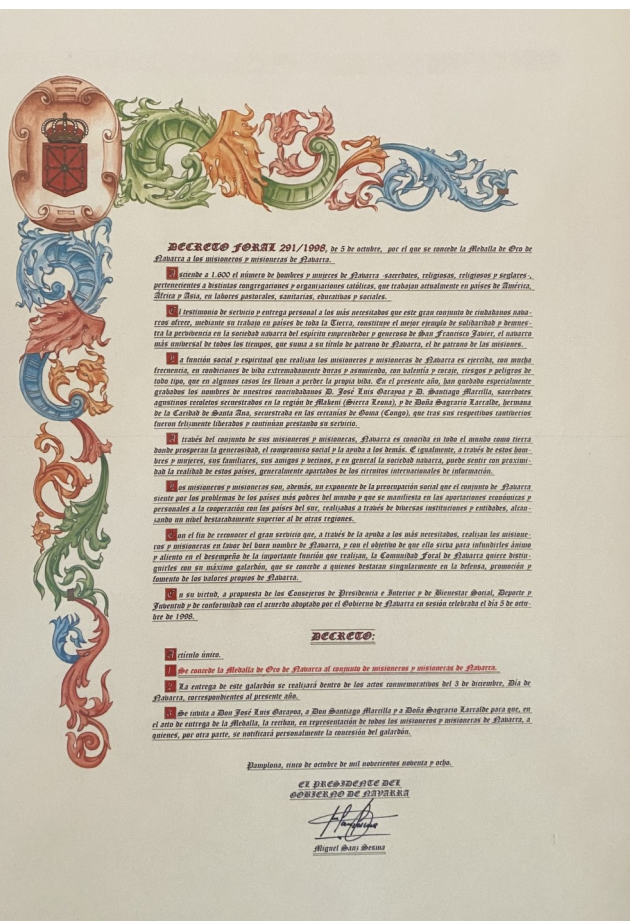 DECRETO FORAL 291/1998, de 5 de octubre, por el que se concede la Medalla de Oro de
Navarra a los misioneros y misioneras de Navarra.
Asciende a 1.600 el número de hombres y mujeres de Navarra -sacerdotes, religiosas, religiosos y seglares-,
pertenecientes a distintas congregaciones y organizaciones católicas, que trabajan actualmente en países de América,
África y Asia, en labores pastorales, sanitarias, educativas y sociales.
El testimonio de servicio y entrega personal a los más necesitados que este gran conjunto de ciudadanos nava-
rros ofrece, mediante su trabajo en países de toda la Tierra, constituye el mejor ejemplo de solidaridad y demues-
tra la pervivencia en la sociedad navarra del espíritu emprendedor y generoso de San Francisco Javier, el navarro
más universal de todos los tiempos, que suma a su título de patrono de Navarra, el de patrono de las misiones.
La función social y espiritual que realizan los misioneros y misioneras de Navarra es ejercida, con mucha
frecuencia, en condiciones de vida extremadamente duras y asumiendo, con valentía y coraje, riesgos y peligros de
todo tipo, que en algunos casos les llevan a perder la propia vida. En el presente año, han quedado especialmente
grabados los nombres de nuestros conciudadanos D. José Luis Garayoa y D. Santiago Marcilla, sacerdotes
agustinos recoletos secuestrados en la región de Makeni (Sierra Leona), y de Doña Sagrario Larralde, hermana
de la Caridad de Santa Ana, secuestrada en las cercanías de Goma (Congo), que tras sus respectivos cautiverios
fueron felizmente liberados y continúan prestando su servicio.
A través del conjunto de sus misioneros y misioneras, Navarra es conocida en todo el mundo como tierra
donde prosperan la generosidad, el compromiso social y la ayuda a los demás. E igualmente, a través de estos hom-
bres y mujeres, sus familiares, sus amigos y vecinos, y en general la sociedad navarra, puede sentir con proximi-
dad la realidad de estos países, generalmente apartados de los circuitos internacionales de información.
Los misioneros y misioneras son, además, un exponente de la preocupación social que el conjunto de Navarra
siente por los problemas de los países más pobres del mundo y que se manifiesta en las aportaciones económicas y
personales a la cooperación con los países del sur, realizadas a través de diversas instituciones y entidades, alcan-
zando un nivel destacadamente superior al de otras regiones.
Con el fin de reconocer el gran servicio que, a través de la ayuda a los más necesitados, realizan los misione-
ros y misioneras en favor del buen nombre de Navarra, y con el objetivo de que ello sirva para infundirles ánimo
y aliento en el desempeño de la importante función que realizan, la Comunidad Foral de Navarra quiere distin-
guirles con su máximo galardón, que se concede a quienes destacan singularmente en la defensa, promoción y
fomento de los valores propios de Navarra.
En su virtud, a propuesta de los Consejeros de Presidencia e Interior y de Bienestar Social, Deporte y
Juventud y de conformidad con el acuerdo adoptado por el Gobierno de Navarra en sesión celebrada el día 5 de octu-
bre de 1998.
DECRETO:
Artículo único.
1. Se concede la Medalla de Oro de Navarra al conjunto de misioneros y misioneras de Navarra.
2. La entrega de este galardón se realizará dentro de los actos conmemorativos del 3 de diciembre, Día de
Navarra, correspondientes al presente año.
3. Se invita a Don José Luis Garayoa, a Don Santiago Marcilla y a Doña Sagrario Larralde para que, en
el acto de entrega de la Medalla, la reciban, en representación de todos los misioneros y misioneras de Navarra, a
quienes, por otra parte, se notificará personalmente la concesión del galardón.
Pamplona, cinco de octubre de mil novecientos noventa y ocho.
EL PRESIDENTE DEL
GOBIERNO DE NAVARRA
Miguel Sanz Sesma